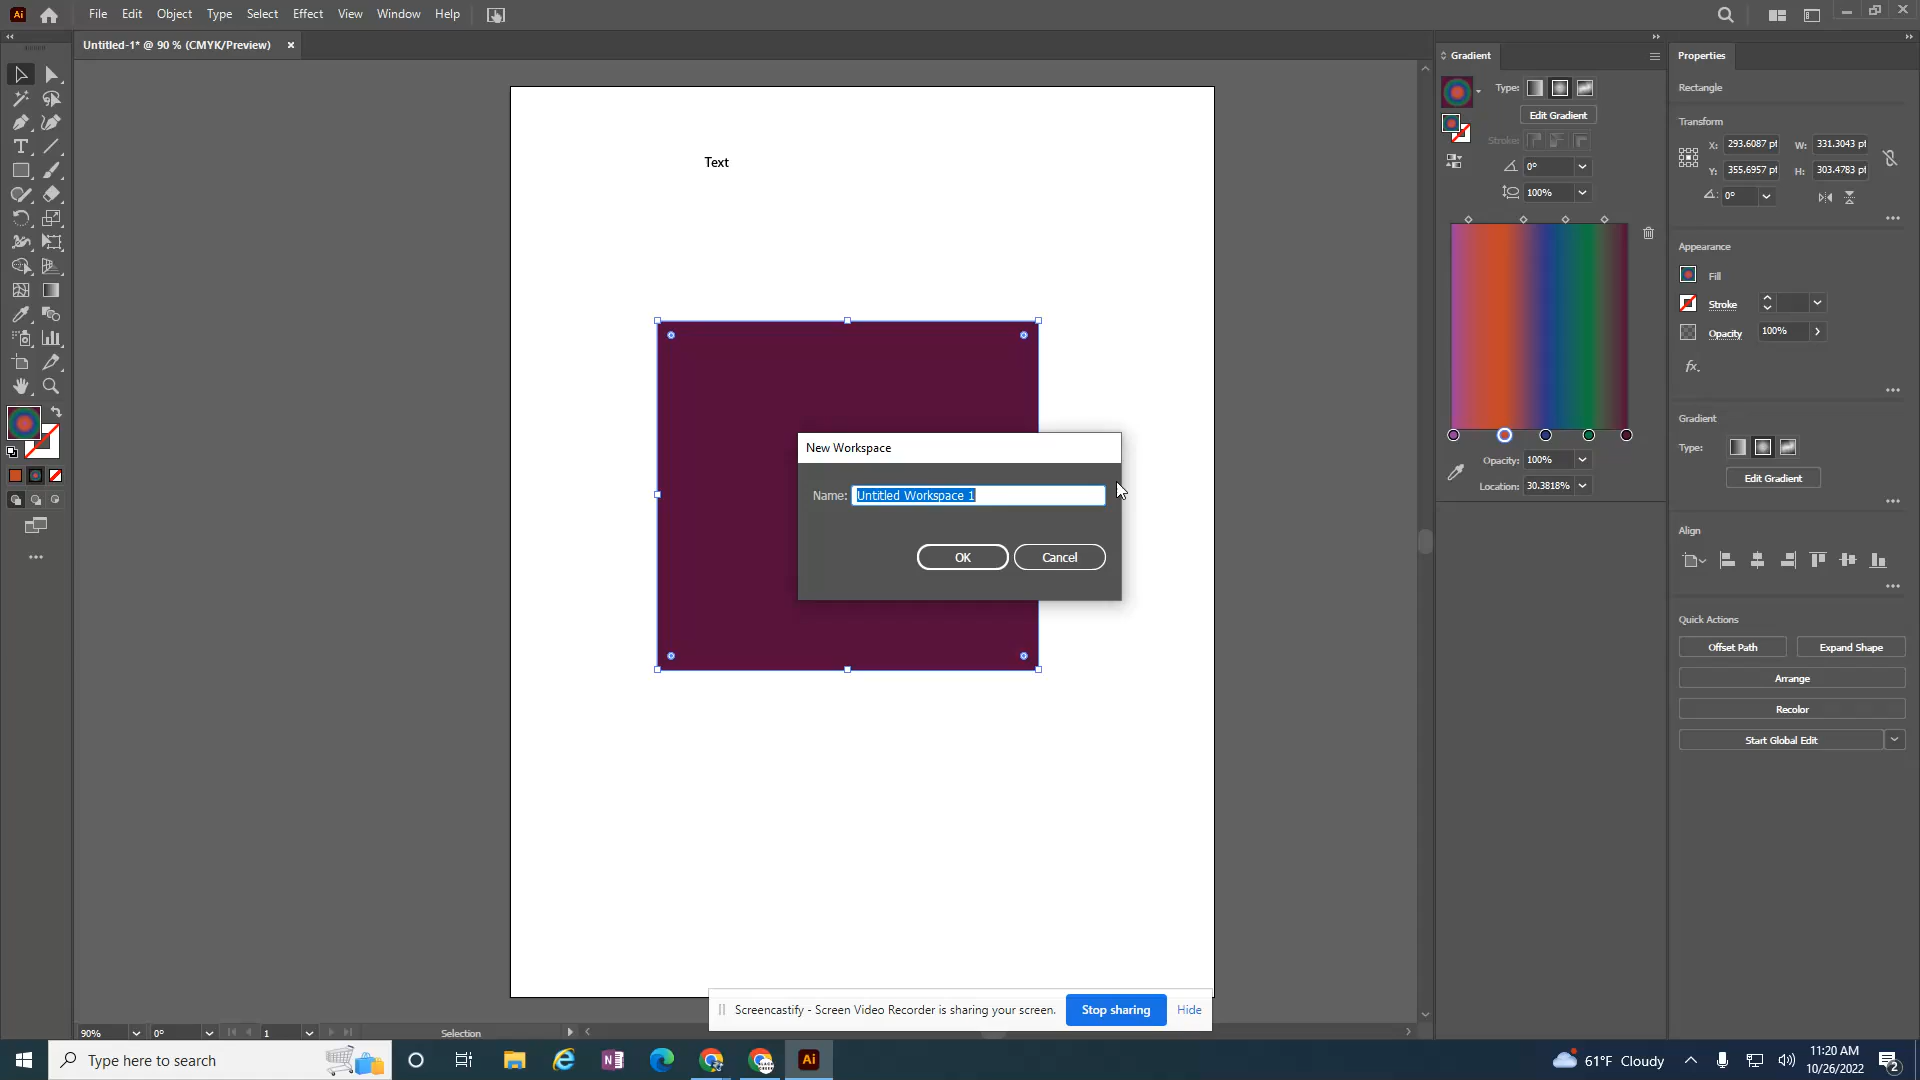 Ai File Edit Object Type Select Effect View Window Help
Untitled-1* @ 90 % (CMYK/Preview)
Text
New Workspace
Name: Untitled Workspace 1
OK Cancel
Gradient
Type:
Edit Gradient
Stroke:
0°
100%
Opacity: 100%
Location: 30.3818%
Properties
Rectangle
Transform
X: 293.6087 pt W: 331.3043 pt
Y: 355.6957 pt H: 303.4783 pt
0°
Appearance
Fill
Stroke
Opacity 100%
fx.
Gradient
Type:
Edit Gradient
Align
Quick Actions
Offset Path Expand Shape
Arrange
Recolor
Start Global Edit
Screencastify - Screen Video Recorder is sharing your screen. Stop sharing Hide
90% 0° 1 Selection
Type here to search
Ai
61°F Cloudy
11:20 AM
10/26/2022
2